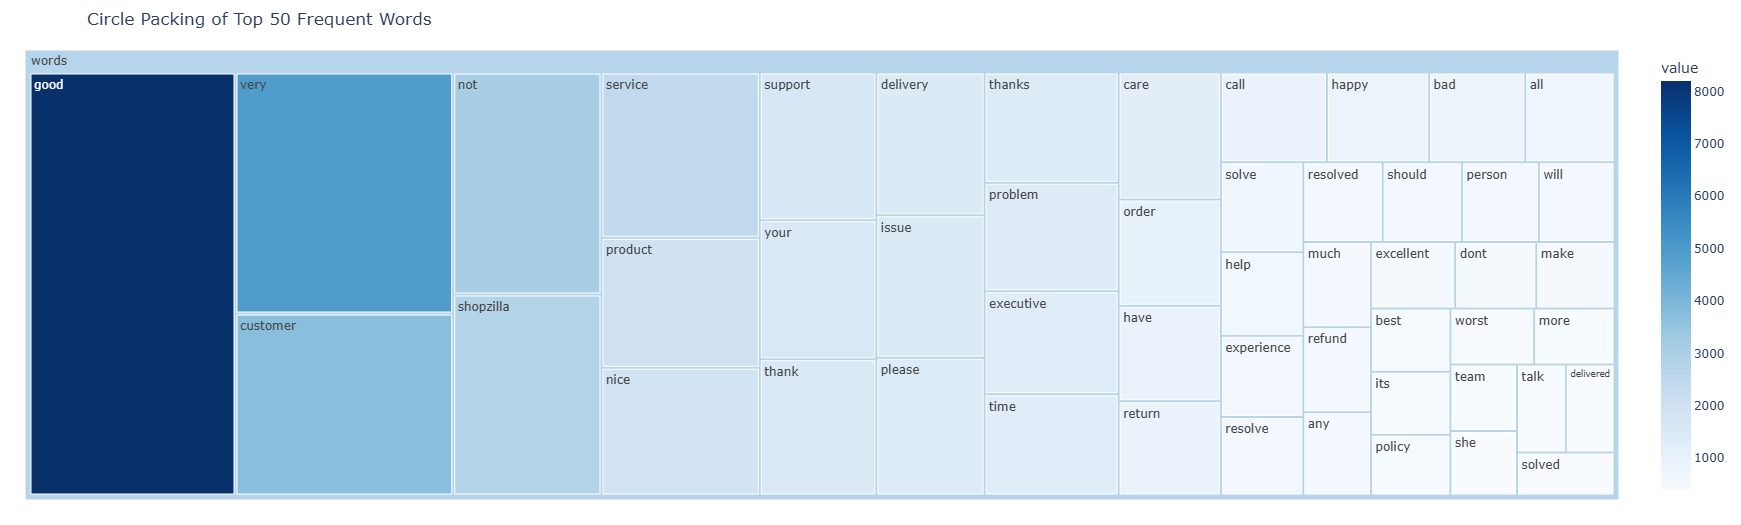 Circle Packing of Top 50 Frequent Words
words
good
very
customer
not
shopzilla
service
product
nice
support
your
thank
delivery
issue
please
thanks
problem
executive
time
care
order
have
return
call
happy
bad
all
solve
help
experience
resolve
resolved
should
person
will
much
refund
any
excellent
dont
make
best
its
policy
worst
more
team
she
talk
delivered
solved
value
8000
7000
6000
5000
4000
3000
2000
1000